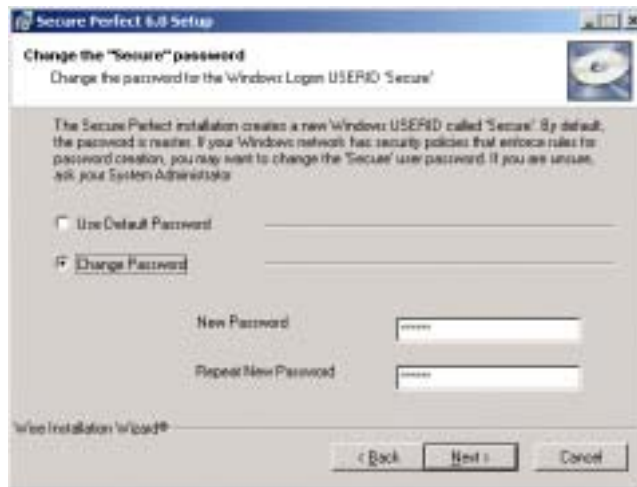 Secure Perfect 6.0 Setup
Change the "Secure" password
Change the password for the Windows Logon USERID 'Secure'
The Secure Perfect installation creates a new Windows USERID called 'Secure'. By default,
the password is master. If your Windows network has security policies that enforce rules for
password creation, you may want to change the 'Secure' user password. If you are unsure,
ask your System Administrator
Use Default Password
Change Password
New Password
******
Repeat New Password
******
Wise Installation Wizard®
< Back
Next >
Cancel